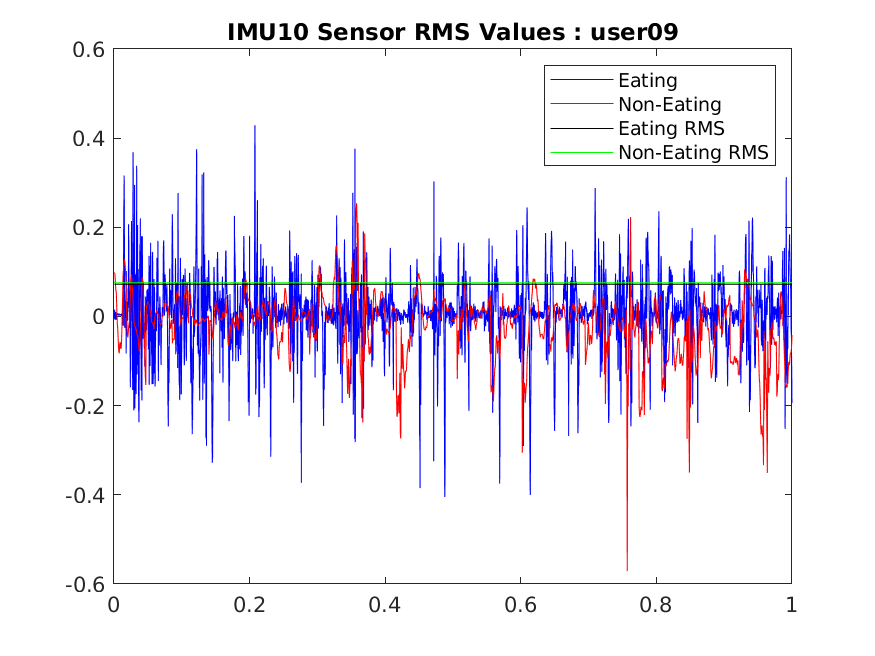 IMU10 Sensor RMS Values : user09
0.6
0.4
0.2
0
-0.2
-0.4
-0.6
Eating
Non-Eating
Eating RMS
Non-Eating RMS
0 0.2 0.4 0.6 0.8 1